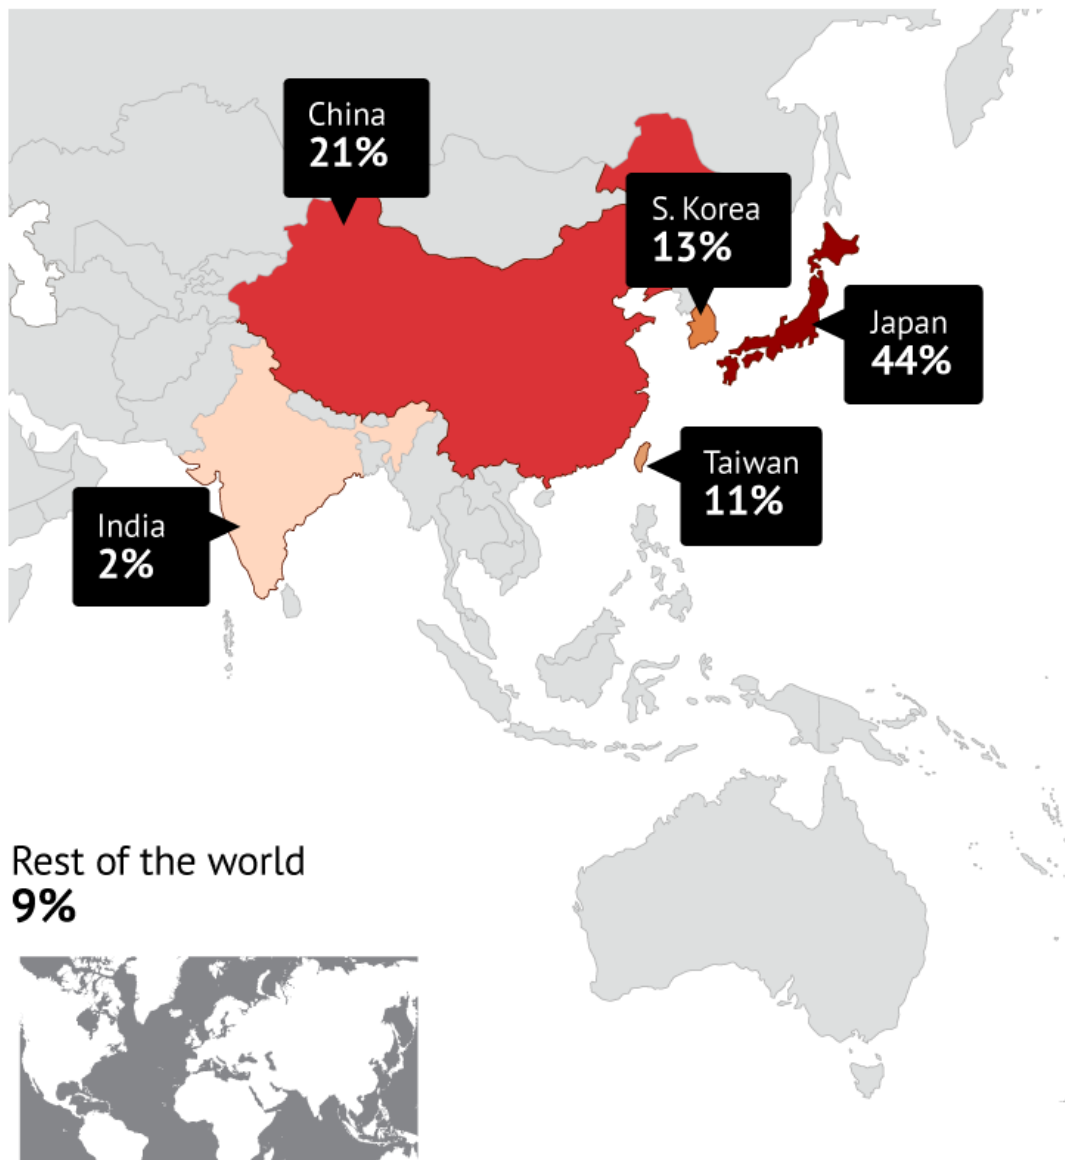 China
21%
S. Korea
13%
Japan
44%
Taiwan
11%
India
2%
Rest of the world
9%